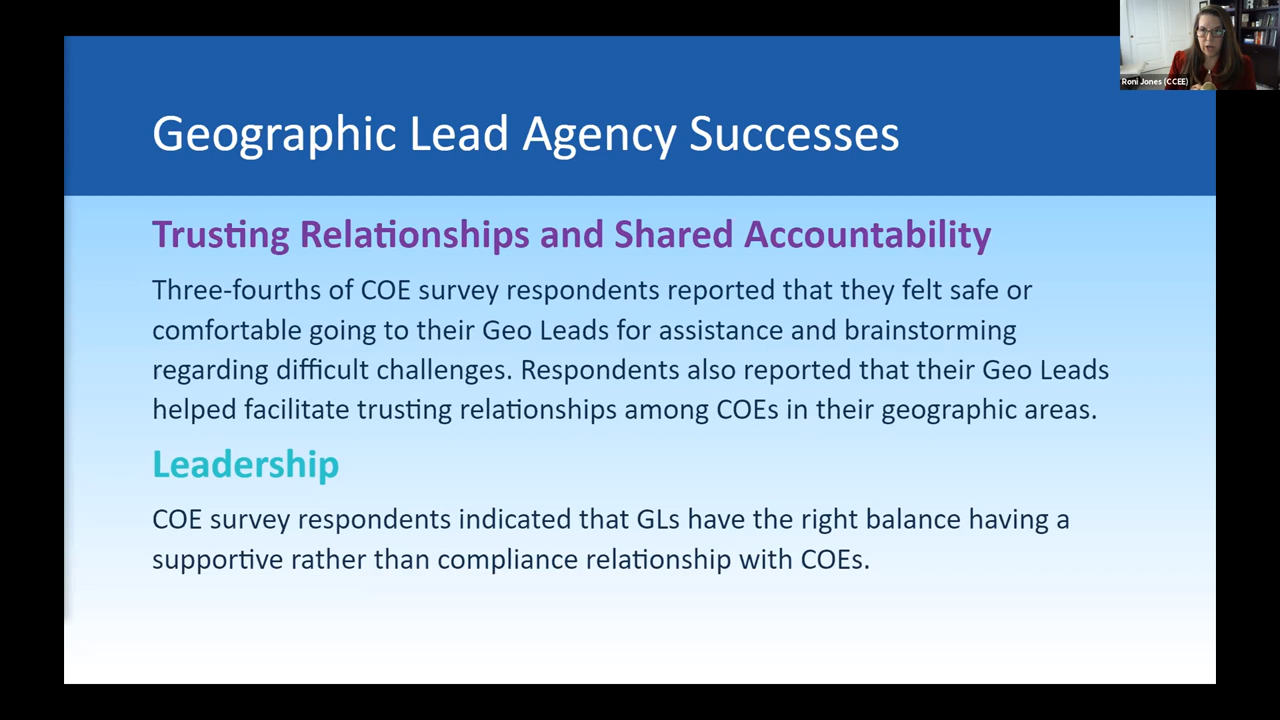 Roni Jones (CCEE)
Geographic Lead Agency Successes
Trusting Relationships and Shared Accountability
Three-fourths of COE survey respondents reported that they felt safe or
comfortable going to their Geo Leads for assistance and brainstorming
regarding difficult challenges. Respondents also reported that their Geo Leads
helped facilitate trusting relationships among COEs in their geographic areas.
Leadership
COE survey respondents indicated that GLs have the right balance having a
supportive rather than compliance relationship with COEs.